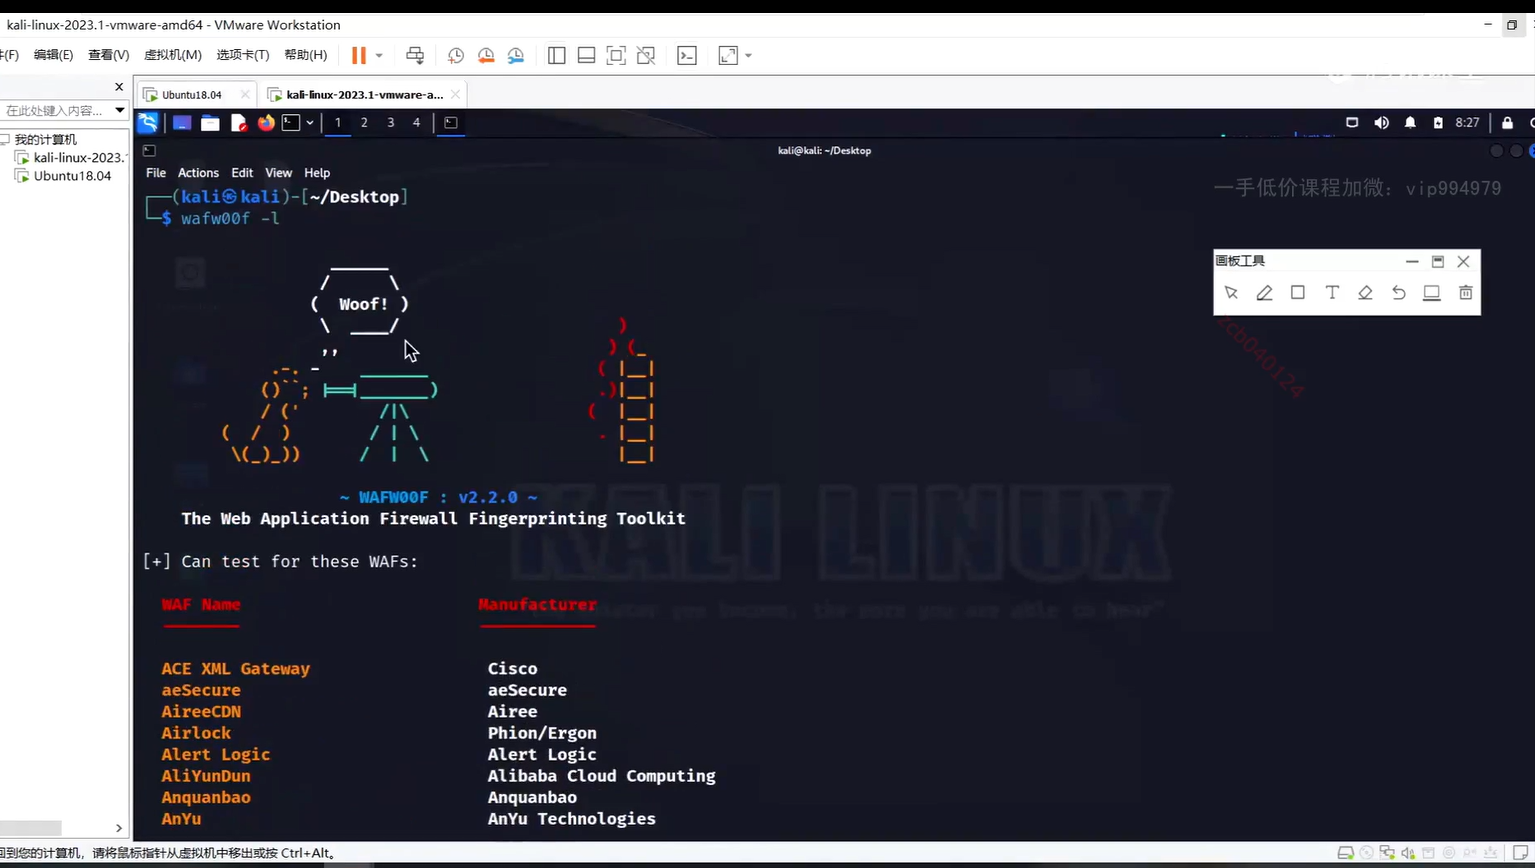 kali-linux-2023.1-vmware-amd64 - VMware Workstation
件(F) 编辑(E) 查看(V) 虚拟机(M) 选项卡(T) 帮助(H)
Ubuntu18.04 kali-linux-2023.1-vmware-a...
在此处键入内容...
我的计算机
kali-linux-2023.
Ubuntu18.04
1 2 3 4
8:27
kali@kali: ~/Desktop
File Actions Edit View Help
一手低价课程加微: vip994979
(kali㉿kali)-[~/Desktop]
$ wafw00f -l
画板工具
zcb040124
( Woof! )
~ WAFW00F : v2.2.0 ~
The Web Application Firewall Fingerprinting Toolkit
KALI LINUX
[+] Can test for these WAFs:
WAF Name Manufacturer
ACE XML Gateway Cisco
aeSecure aeSecure
AireeCDN Airee
Airlock Phion/Ergon
Alert Logic Alert Logic
AliYunDun Alibaba Cloud Computing
Anquanbao Anquanbao
AnYu AnYu Technologies
回到您的计算机，请将鼠标指针从虚拟机中移出或按 Ctrl+Alt。